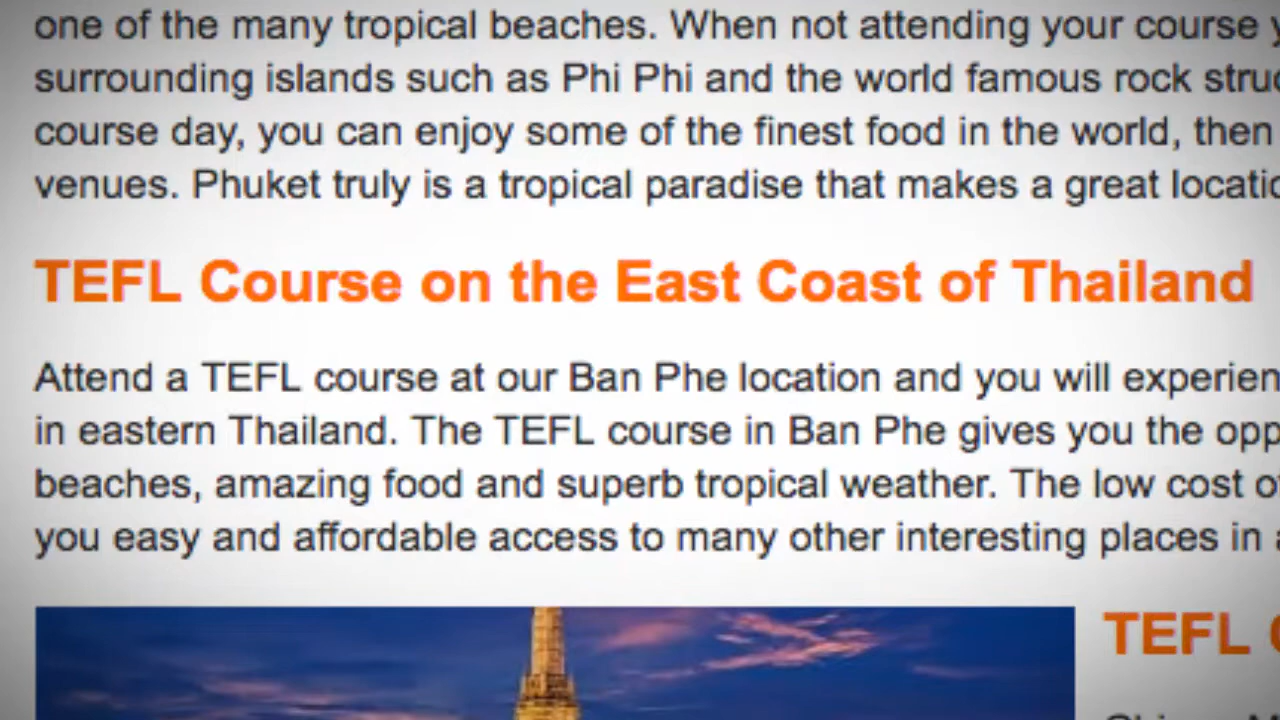 one of the many tropical beaches. When not attending your course
surrounding islands such as Phi Phi and the world famous rock
course day, you can enjoy some of the finest food in the world, then
venues. Phuket truly is a tropical paradise that makes a great
TEFL Course on the East Coast of Thailand
Attend a TEFL course at our Ban Phe location and you will
in eastern Thailand. The TEFL course in Ban Phe gives you the
beaches, amazing food and superb tropical weather. The low cost
you easy and affordable access to many other interesting places in
TEFL